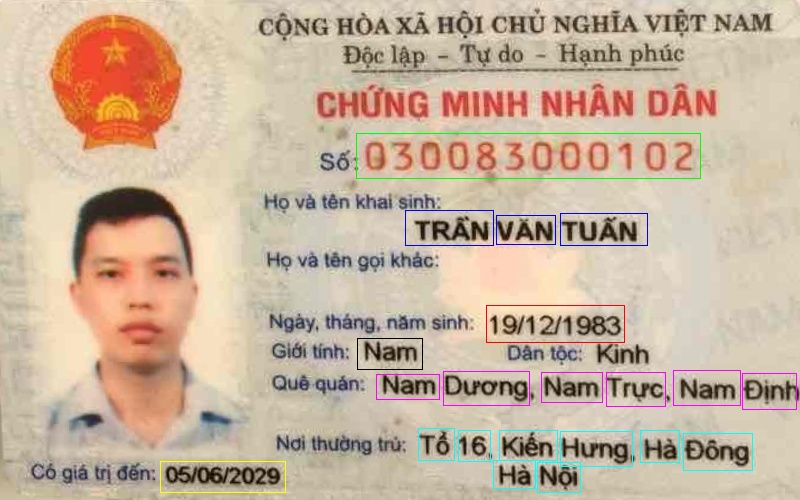 CỘNG HÒA XÃ HỘI CHỦ NGHĨA VIỆT NAM
Độc lập - Tự do - Hạnh phúc
CHỨNG MINH NHÂN DÂN
Số: 030083000102
Họ và tên khai sinh:
TRẦN VĂN TUẤN
Họ và tên gọi khác:
Ngày, tháng, năm sinh: 19/12/1983
Giới tính: Nam Dân tộc: Kinh
Quê quán: Nam Dương, Nam Trực, Nam Định
Nơi thường trú: Tổ 16, Kiến Hưng, Hà Đông
Hà Nội
Có giá trị đến: 05/06/2029